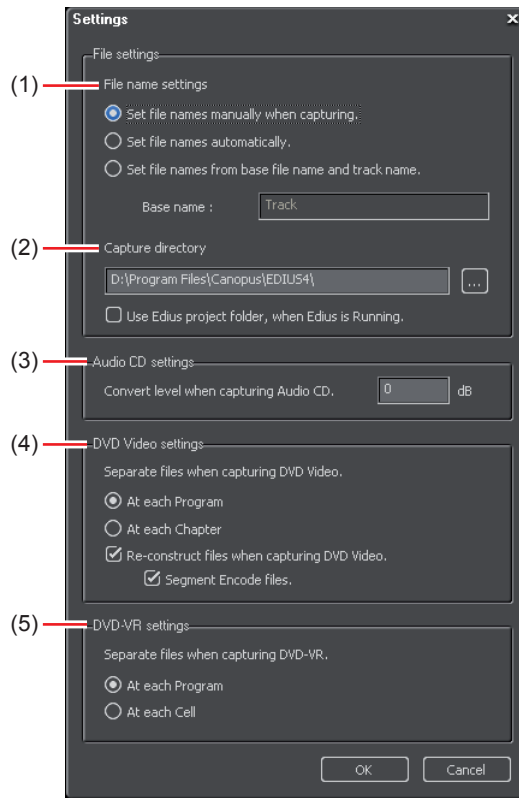 Settings
File settings
(1)
File name settings
Set file names manually when capturing.
Set file names automatically.
Set file names from base file name and track name.
Base name : Track
(2)
Capture directory
D:\Program Files\Canopus\EDIUS4\
...
Use Edius project folder, when Edius is Running.
(3)
Audio CD settings
Convert level when capturing Audio CD. 0 dB
(4)
DVD Video settings
Separate files when capturing DVD Video.
At each Program
At each Chapter
Re-construct files when capturing DVD Video.
Segment Encode files.
(5)
DVD-VR settings
Separate files when capturing DVD-VR.
At each Program
At each Cell
OK Cancel